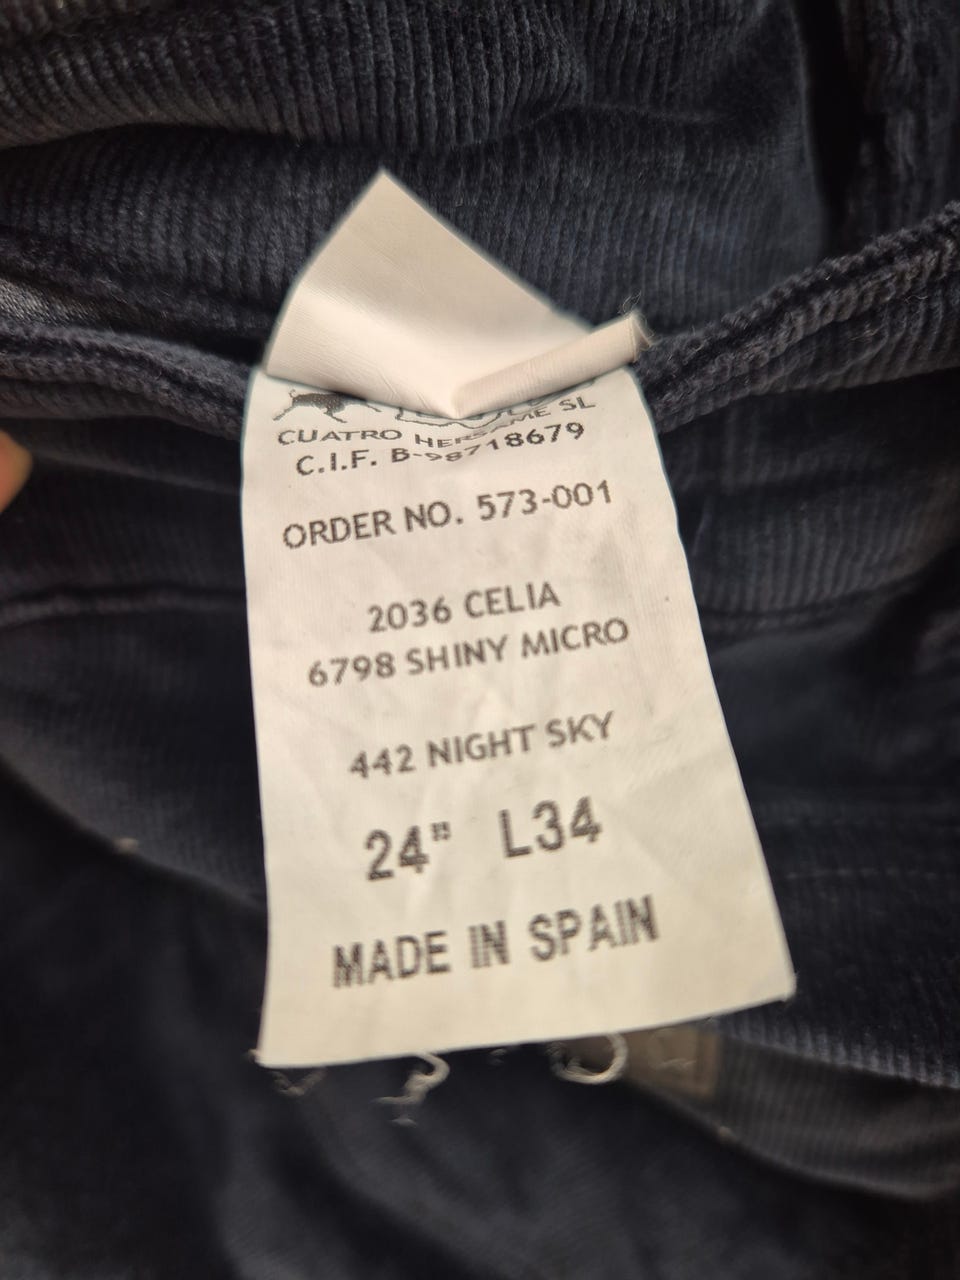 CUATRO HERSAME SL
C.I.F. B-98718679
ORDER NO. 573-001
2036 CELIA
6798 SHINY MICRO
442 NIGHT SKY
24" L34
MADE IN SPAIN